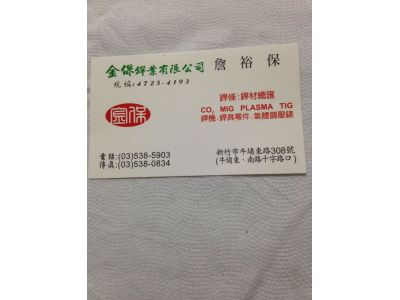 金保銲業有限公司 詹裕保
統編:4725-4193
銲條.銲材總匯
CO₂ MIG PLASMA TIG
銲機.銲具零件.氣體調壓錶
電話:(03)538-5903
傳真:(03)538-0834
新竹市牛埔東路308號
(牛埔東、南路十字路口)